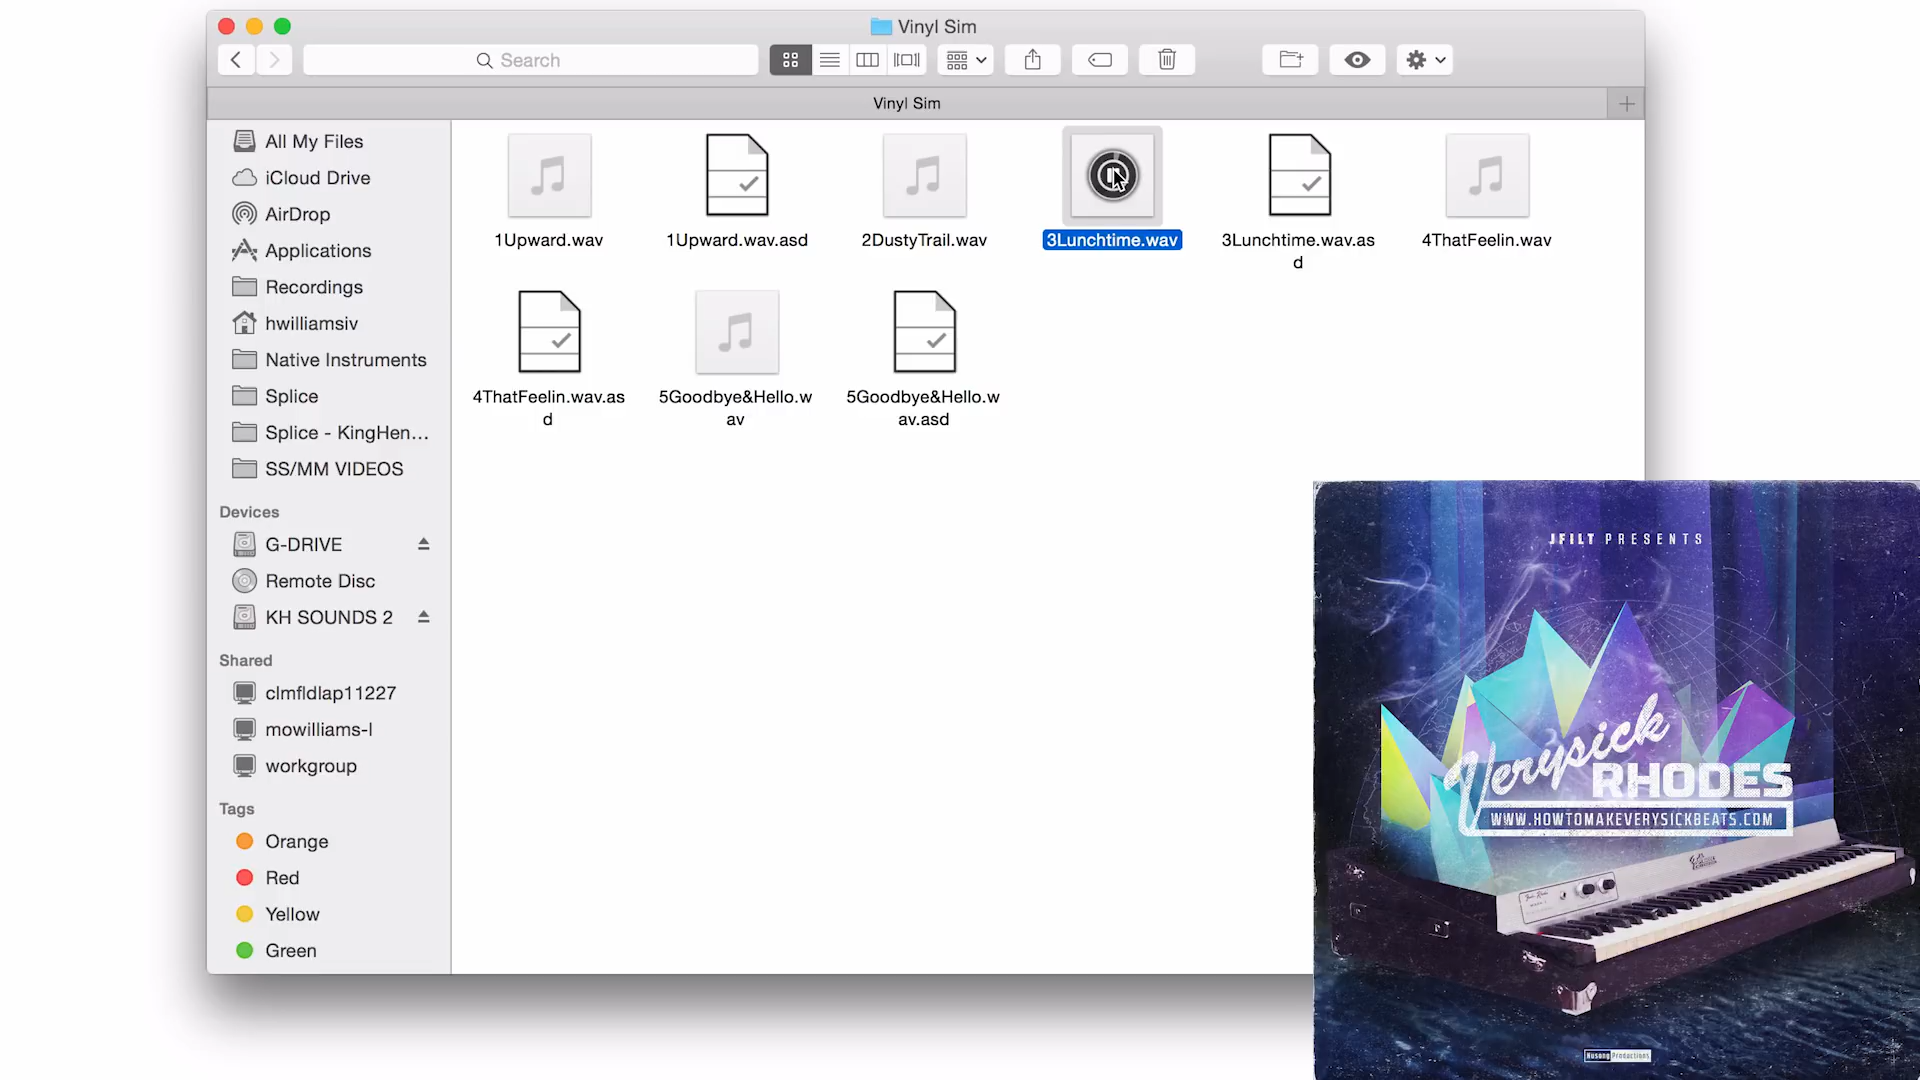 Vinyl Sim
Search
Vinyl Sim
All My Files
iCloud Drive
AirDrop
Applications
Recordings
hwilliamsiv
Native Instruments
Splice
Splice - KingHen...
SS/MM VIDEOS
Devices
G-DRIVE
Remote Disc
KH SOUNDS 2
Shared
clmfldlap11227
mowilliams-l
workgroup
Tags
Orange
Red
Yellow
Green
1Upward.wav
1Upward.wav.asd
2DustyTrail.wav
3Lunchtime.wav
3Lunchtime.wav.as
d
4ThatFeelin.wav
4ThatFeelin.wav.as
d
5Goodbye&Hello.w
av
5Goodbye&Hello.w
av.asd
JFILT PRESENTS
Verysick
RHODES
WWW.HOWTOMAKEVERYSICKBEATS.COM